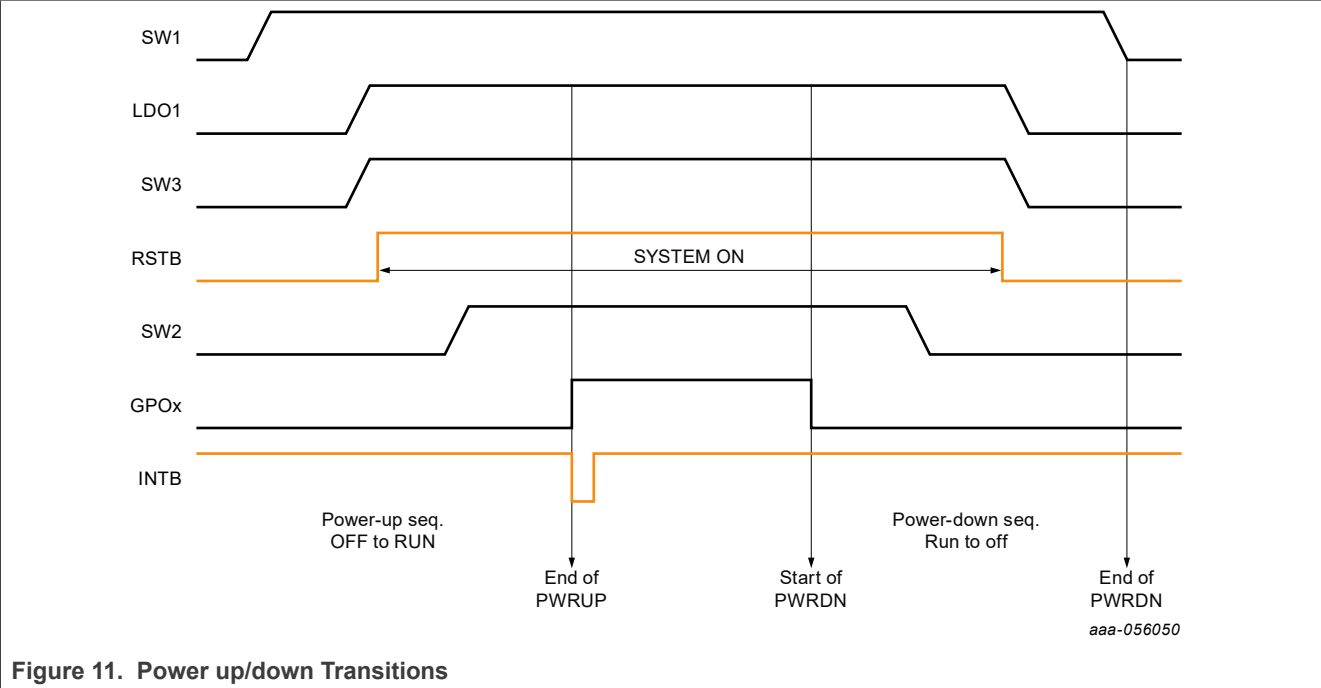 SW1
LDO1
SW3
RSTB
SYSTEM ON
SW2
GPOx
INTB
Power-up seq.
OFF to RUN
Power-down seq.
Run to off
End of
PWRUP
Start of
PWRDN
End of
PWRDN
aaa-056050
Figure 11. Power up/down Transitions